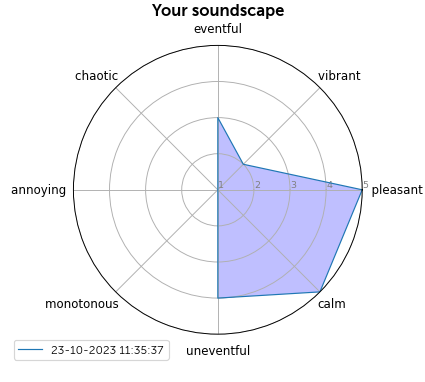 Your soundscape
eventful
chaotic
vibrant
annoying
1 2 3 4 5
pleasant
monotonous
calm
uneventful
23-10-2023 11:35:37